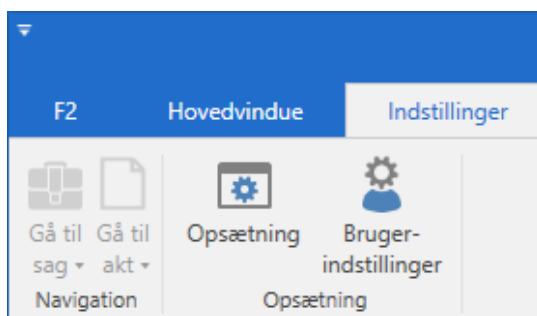 F2 Hovedvindue Indstillinger
Gå til Gå til Opsætning Bruger-
sag akt indstillinger
Navigation Opsætning